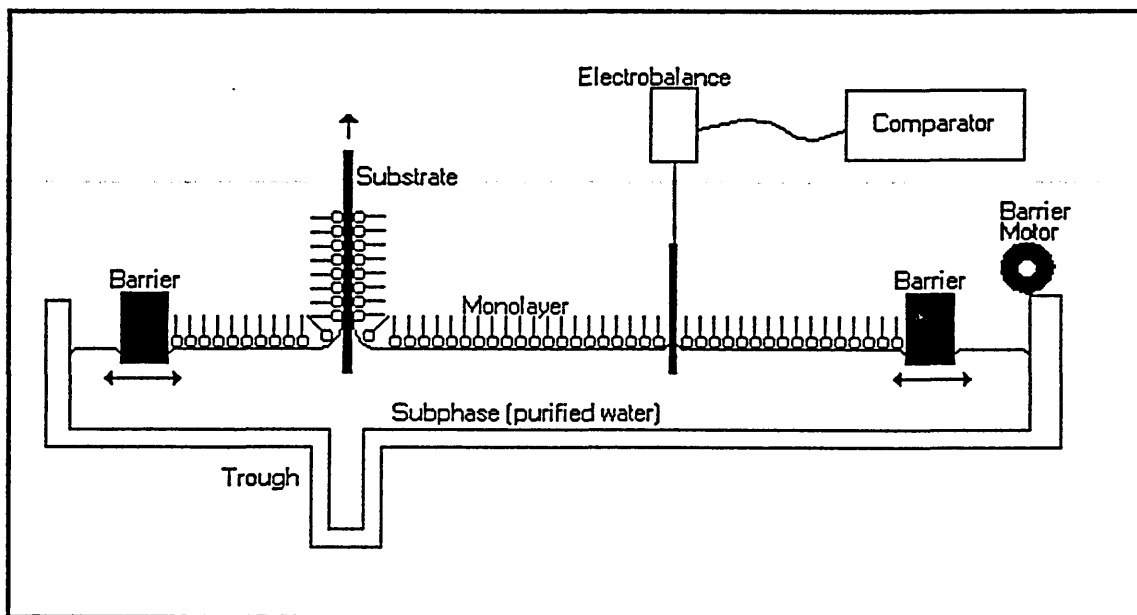 Electrobalance
Comparator
Substrate
Barrier
Motor
Barrier
Monolayer
Barrier
Subphase (purified water)
Trough